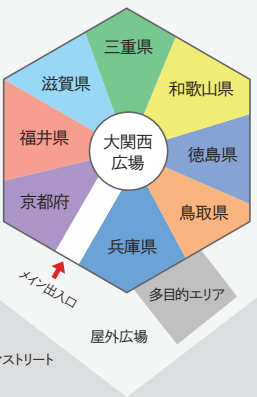 三重県
滋賀県
和歌山県
福井県
大関西
広場
徳島県
京都府
鳥取県
兵庫県
メイン出入口
多目的エリア
屋外広場
ンストリート